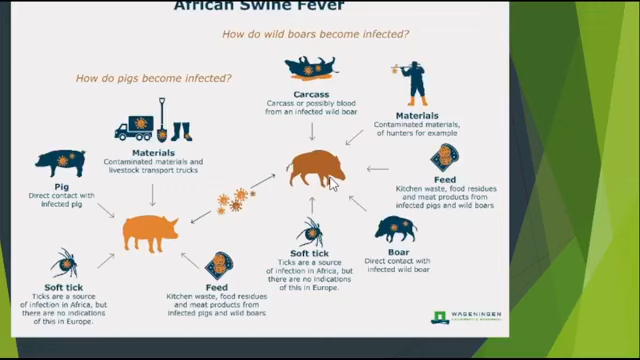 African Swine Fever
How do wild boars become infected?
How do pigs become infected?
Carcass
Carcass or possibly blood
from an infected wild boar
Materials
Contaminated materials,
of hunters for example
Materials
Contaminated materials and
livestock transport trucks
Pig
Direct contact with
infected pig
Feed
Kitchen waste, food residues
and meat products from
infected pigs and wild boars
Boar
Direct contact with
infected wild boar
Soft tick
Ticks are a source
of infection in Africa, but
there are no indications
of this in Europe.
Soft tick
Ticks are a source
of infection in Africa, but
there are no indications
of this in Europe.
Feed
Kitchen waste, food residues
and meat products from
infected pigs and wild boars
WAGENINGEN